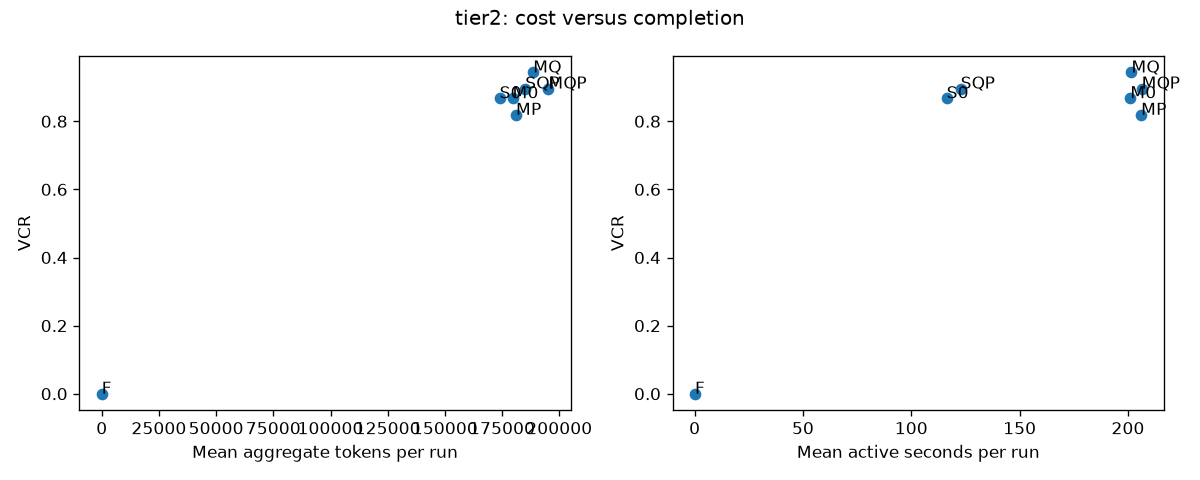 tier2: cost versus completion
VCR
0.8
0.6
0.4
0.2
0.0
MQ
SQP
MQP
S0
M0
MP
F
0
25000
50000
75000
100000
125000
150000
175000
200000
Mean aggregate tokens per run
VCR
0.8
0.6
0.4
0.2
0.0
MQ
SQP
MQP
S0
M0
MP
F
0
50
100
150
200
Mean active seconds per run